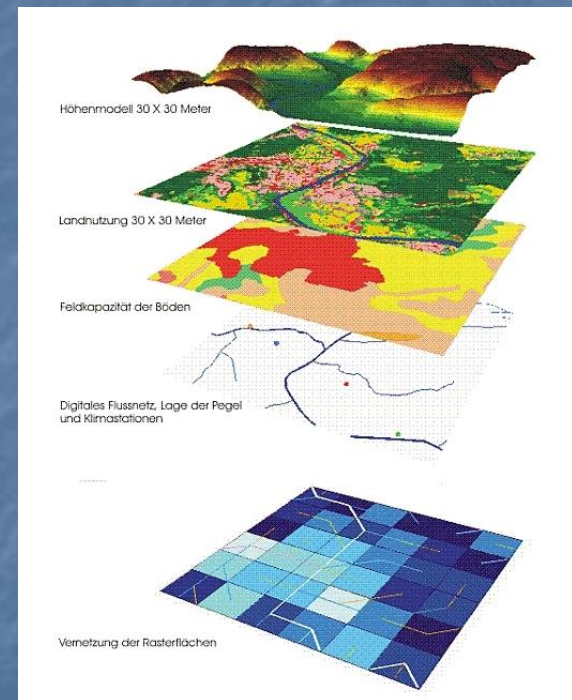 Höhenmodell 30 X 30 Meter
Landnutzung 30 X 30 Meter
Feldkapazität der Böden
Digitales Flussnetz, Lage der Pegel
und Klimastationen
Vernetzung der Rasterflächen